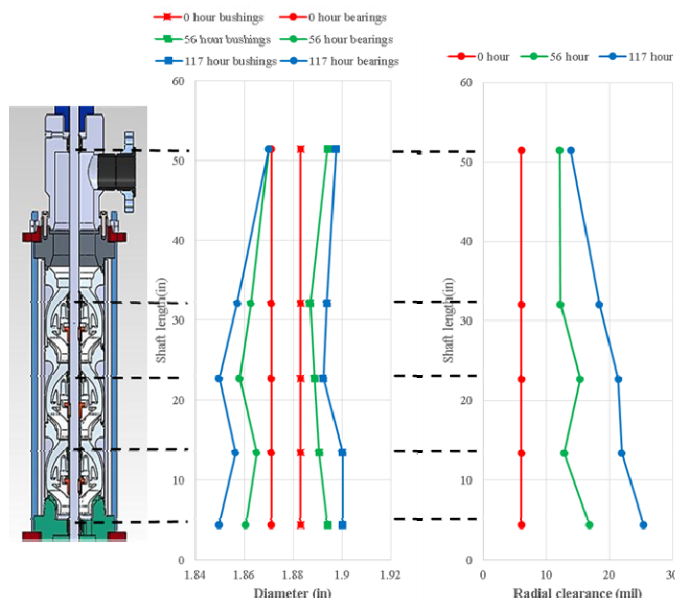 0 hour bushings 0 hour bearings
56 hour bushings 56 hour bearings
117 hour bushings 117 hour bearings
0 hour 56 hour 117 hour
60
50
40
30
20
10
0
Shaft length(in)
1.84 1.86 1.88 1.9 1.92
Diameter (in)
60
50
40
30
20
10
0
Shaft length(in)
0 10 20 30
Radial clearance (mil)